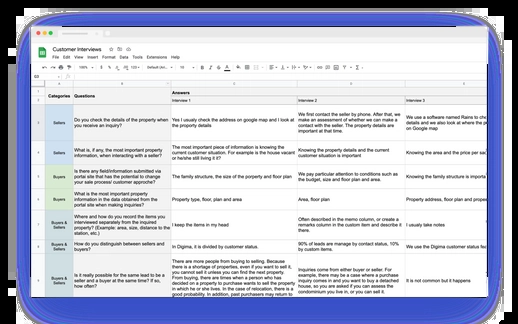 Customer Interviews
File Edit View Insert Format Data Tools Extensions Help
100%
Default (Ari...
10
G3
A B C D E
Categories Questions Answers
Interview 1 Interview 2 Interview 3
Sellers
Do you check the details of the property when
you receive an inquiry?
Yes I usually check the address on google map and I look at
the property details
We first contact the seller by phone. After that, we
make an assessment of whether we can make a
contact with the seller. The property details are
important at that time.
We use a software named Rains to che
details and we also look at where the p
on Google map
Sellers
What is, if any, the most important property
information, when interacting with a seller?
The most important piece of information is knowing the
current customer situation. For example is the house vacant
or he/she still living it it?
Knowing the property details and the current
customer situation is important
Knowing the area and the price per sq
Buyers
Is there any field/information submitted via
portal site that has the potential to change
your sale process/ customer approche?
The family structure, the size of the porperty and floor plan
We pay particular attention to conditions such as
the budget, size and floor plan and area.
Knowing the family structure is importa
Buyers
What is the most important property
information in the data obtained from the
portal site when making inquiries?
Property type, floor plan, and area
Area, floor plan
Property address, floor plan and proper
Buyers &
Sellers
Where and how do you record the items you
interviewed separately from the inquired
property? (Example: area, size, distance to the
station, etc.)
I keep the items in my head
Often described in the memo column, or create a
remarks column in the custom item and describe it
there.
I usually take notes
Buyers &
Sellers
How do you distinguish between sellers and
buyers?
In Digima, it is divided by customer status.
90% of leads are manage by contact status, 10%
by custom items.
We use the Digima customer status fea
Buyers &
Sellers
Is it really possible for the same lead to be a
seller and a buyer at the same time? If so,
how often?
There are more people from buying to selling. Because
there is a shortage of properties, even if you want to sell it,
you cannot sell it unless you can find the next property.
From buying, there are times when a person who has
decided on a property to purchase wants to sell the property
in which he or she lives. In the case of relocation, there is a
good probability. In addition, past purchasers may return to
Inquiries come from either buyer or seller. For
example, there may be a case where a purchase
inquiry comes in and you want to buy a detached
house, so you are asked if you can assess the
condominium you live in, or you can sell it.
It is not common but it happens